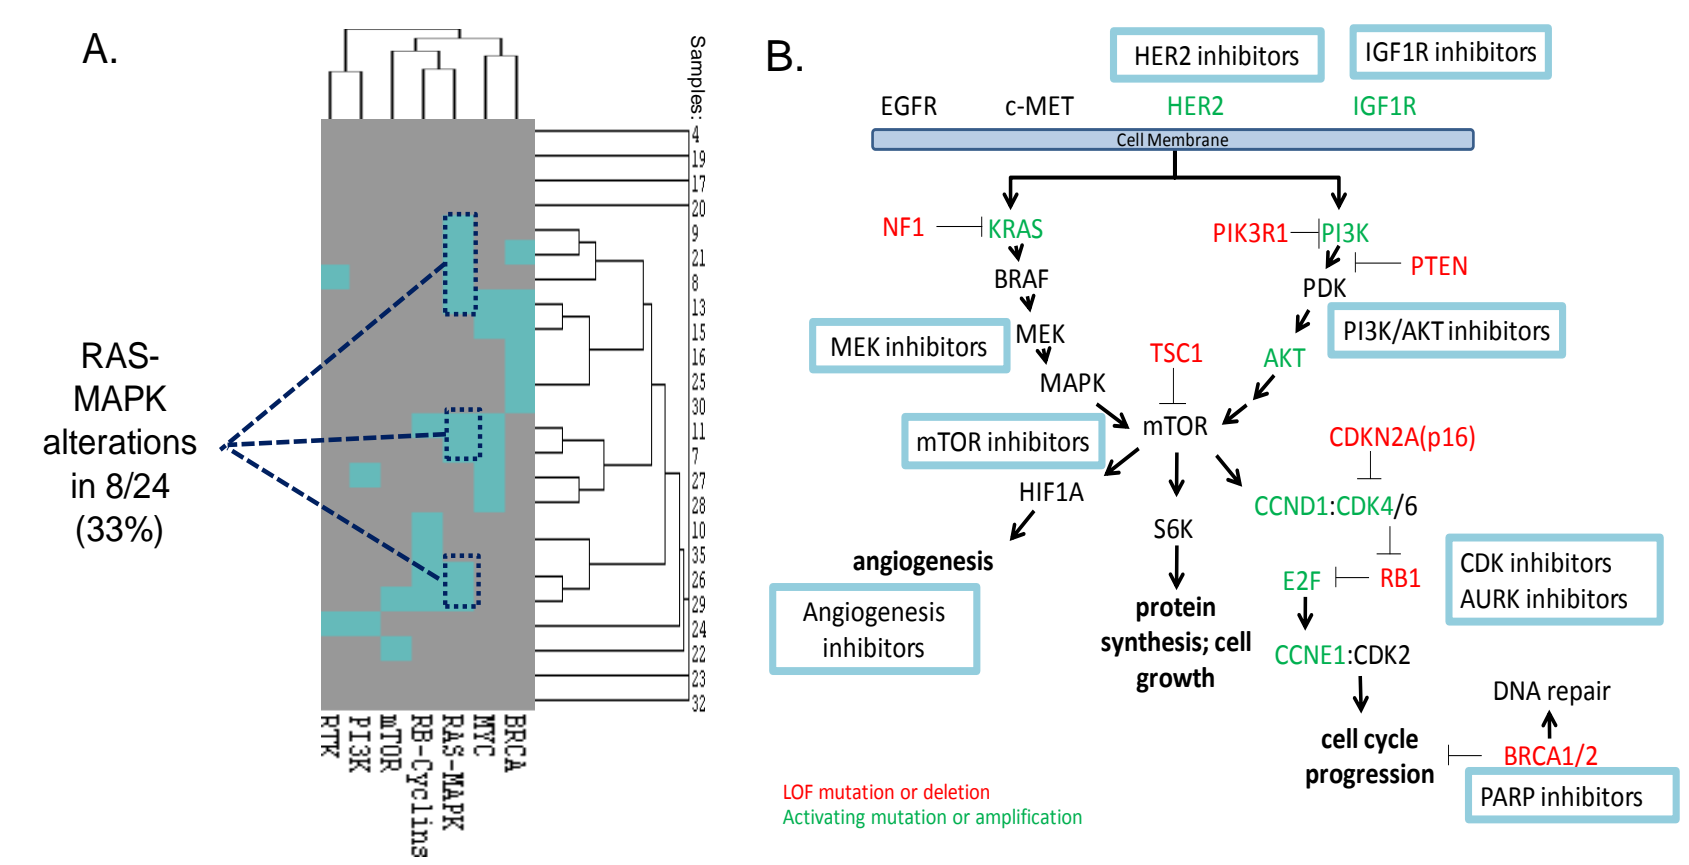 A.
Samples:
4
19
17
20
9
21
8
13
15
16
25
30
11
7
27
28
10
35
26
29
24
22
23
32
RAS-
MAPK
alterations
in 8/24
(33%)
RTK
PI3K
mTOR
RB-Cyclins
RAS-MAPK
MYC
BRCA
B.
HER2 inhibitors
IGF1R inhibitors
EGFR
c-MET
HER2
IGF1R
Cell Membrane
NF1
KRAS
PIK3R1
PI3K
PTEN
BRAF
PDK
MEK inhibitors
MEK
PI3K/AKT inhibitors
TSC1
AKT
MAPK
mTOR inhibitors
mTOR
CDKN2A(p16)
HIF1A
CCND1:CDK4/6
S6K
angiogenesis
CDK inhibitors
AURK inhibitors
E2F
RB1
Angiogenesis
inhibitors
protein
synthesis; cell
growth
CCNE1:CDK2
DNA repair
cell cycle
progression
BRCA1/2
PARP inhibitors
LOF mutation or deletion
Activating mutation or amplification